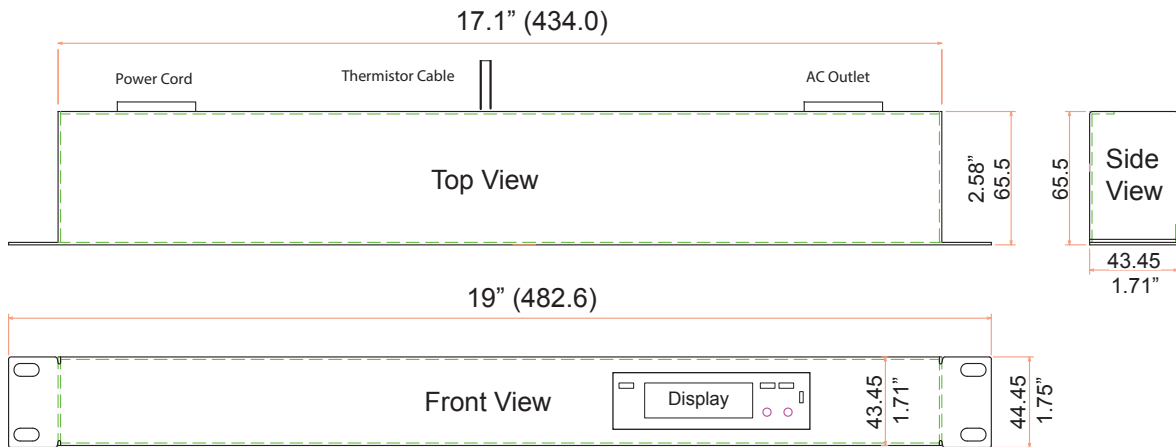 17.1” (434.0)
Power Cord
Thermistor Cable
AC Outlet
Top View
2.58”
65.5
65.5
Side
View
43.45
1.71”
19” (482.6)
Front View
Display
43.45
1.71”
44.45
1.75”